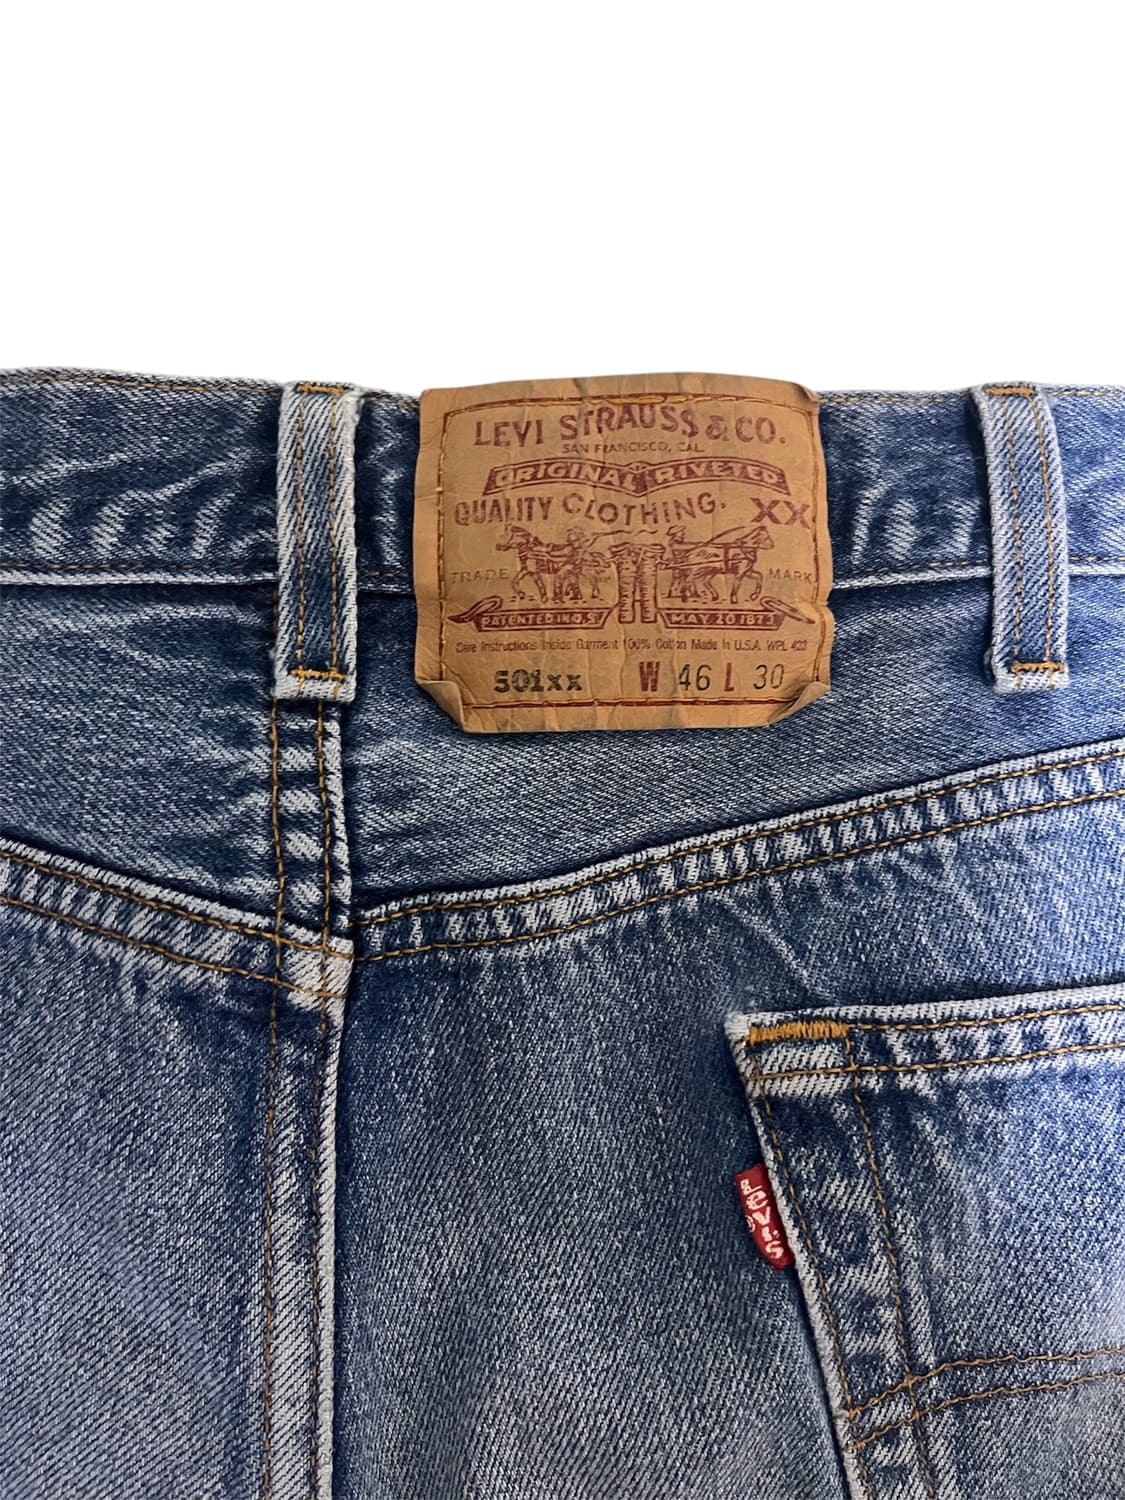 LEVI STRAUSS & CO.
SAN FRANCISCO, CAL.
ORIGINAL RIVETED
QUALITY CLOTHING. XX
TRADE MARK
PATENTED IN U.S. MAY 20 1873
Care Instructions Inside Garment 100% Cotton Made in U.S.A. WPL 423
501xx W 46 L 30
Levi's
®